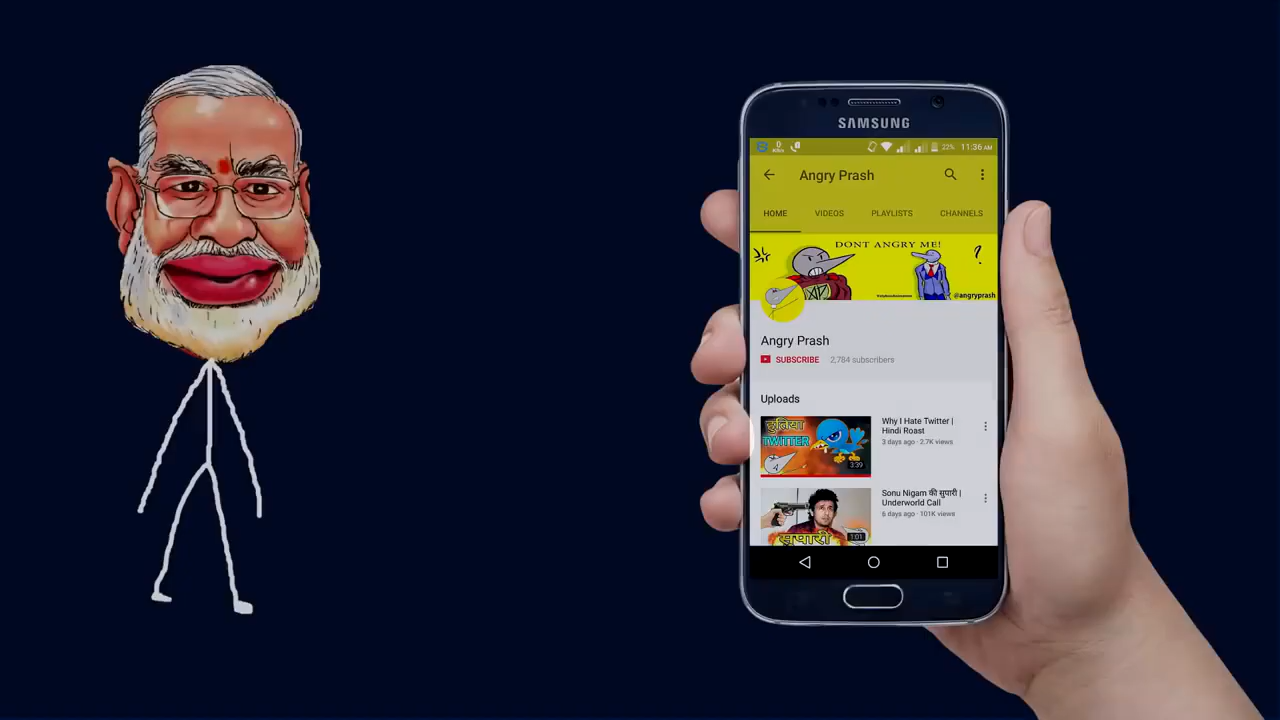 SAMSUNG
22% 11:36 AM
Angry Prash
HOME VIDEOS PLAYLISTS CHANNELS
DONT ANGRY ME!
?
@angryprash
Angry Prash
SUBSCRIBE 2,784 subscribers
Uploads
TWITTER
3:39
Why I Hate Twitter |
Hindi Roast
3 days ago · 2.7K views
सुपारी
1:01
Sonu Nigam की सुपारी |
Underworld Call
6 days ago · 101K views